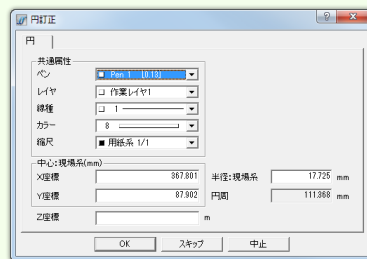 円訂正
円
共通属性
ペン Pen 1 [0.13]
レイヤ 作業レイヤ1
線種 1
カラー 8
縮尺 用紙系 1/1
中心:現場系(mm)
X座標 367.801 半径:現場系 17.725 mm
Y座標 87.902 円周 111.368 mm
Z座標 m
OK スキップ 中止